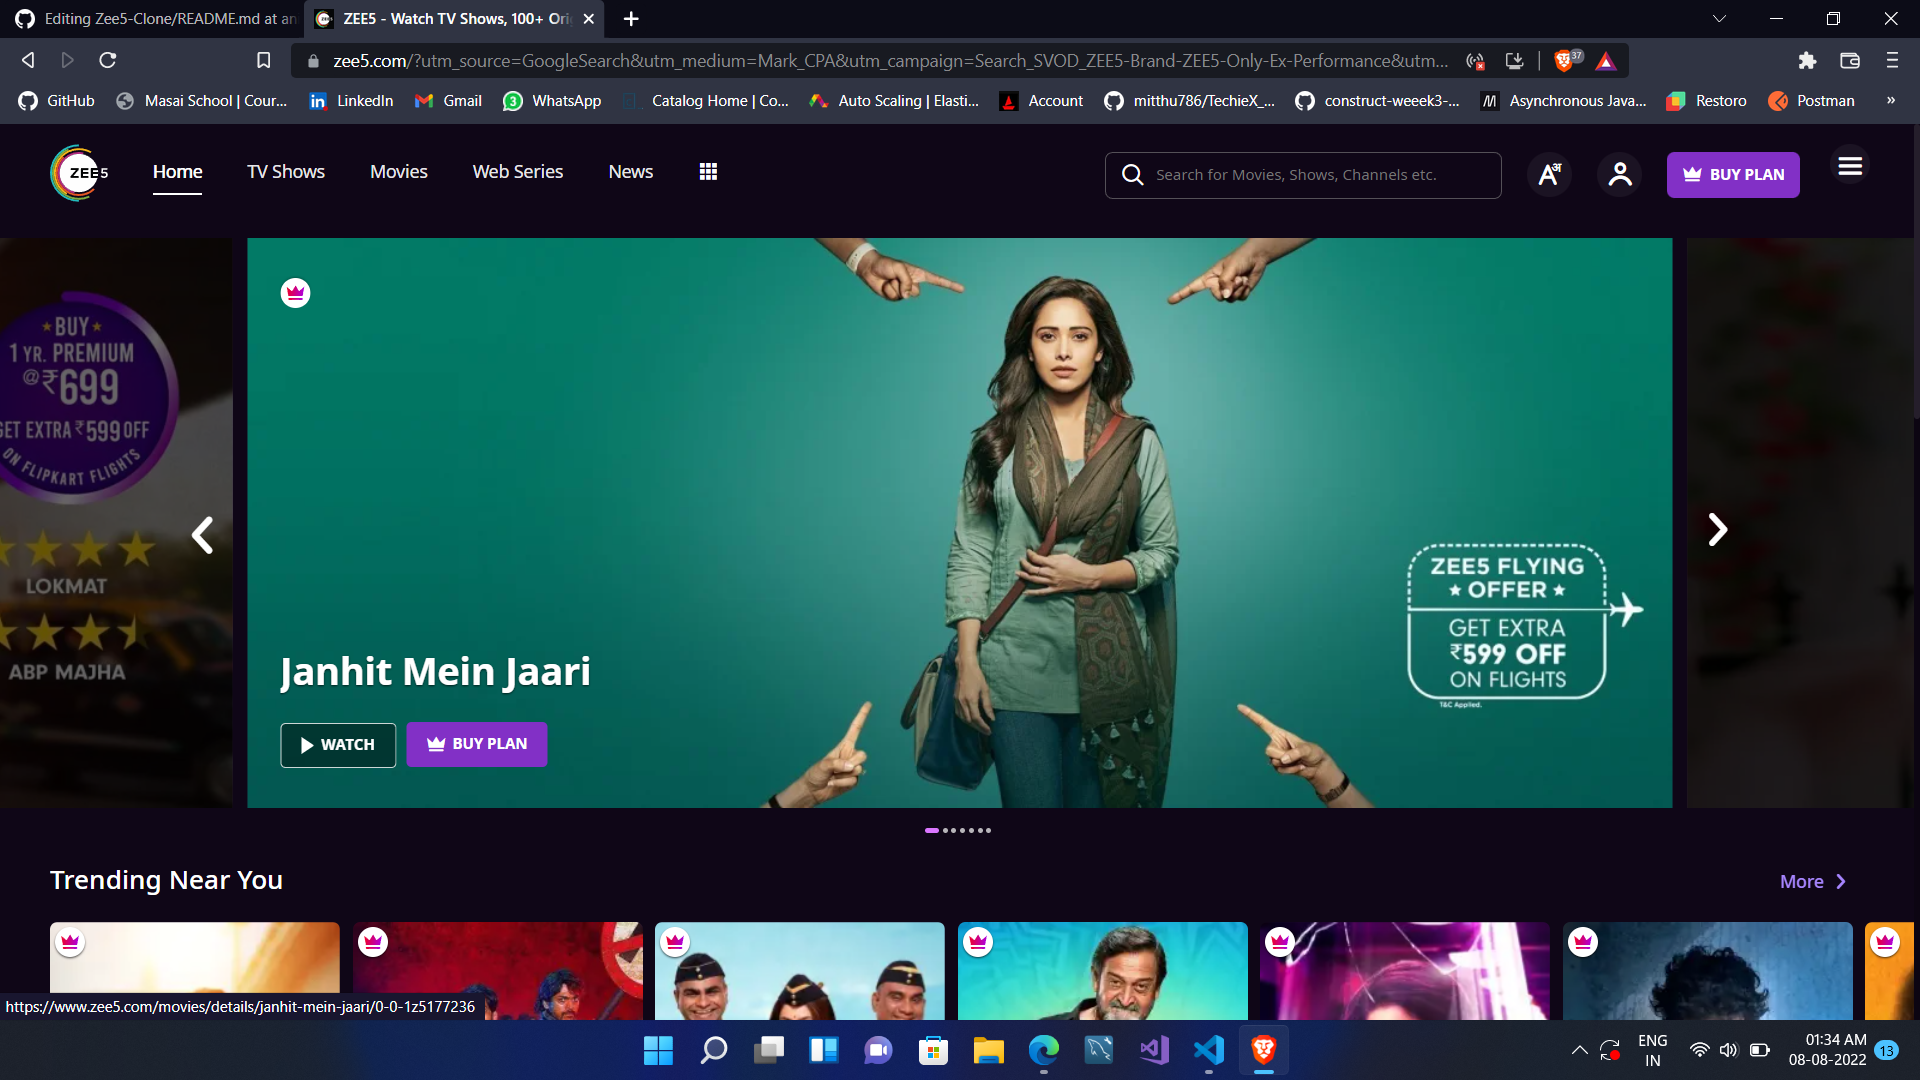 Editing Zee5-Clone/README.md at an
ZEE5 - Watch TV Shows, 100+ Ori
zee5.com/?utm_source=GoogleSearch&utm_medium=Mark_CPA&utm_campaign=Search_SVOD_ZEE5-Brand-ZEE5-Only-Ex-Performance&utm...
37
GitHub
Masai School | Cour...
LinkedIn
Gmail
3
WhatsApp
Catalog Home | Co...
Auto Scaling | Elasti...
Account
mitthu786/TechieX_...
construct-weeek3-...
Asynchronous Java...
Restoro
Postman
»
ZEE5
Home
TV Shows
Movies
Web Series
News
Search for Movies, Shows, Channels etc.
A अ
BUY PLAN
BUY
1 YR. PREMIUM
@₹699
GET EXTRA ₹599 OFF
ON FLIPKART FLIGHTS
LOKMAT
ABP MAJHA
Janhit Mein Jaari
WATCH
BUY PLAN
ZEE5 FLYING
OFFER
GET EXTRA
₹599 OFF
ON FLIGHTS
T&C Applied.
Trending Near You
More
https://www.zee5.com/movies/details/janhit-mein-jaari/0-0-1z5177236
ENG
IN
01:34 AM
08-08-2022
13